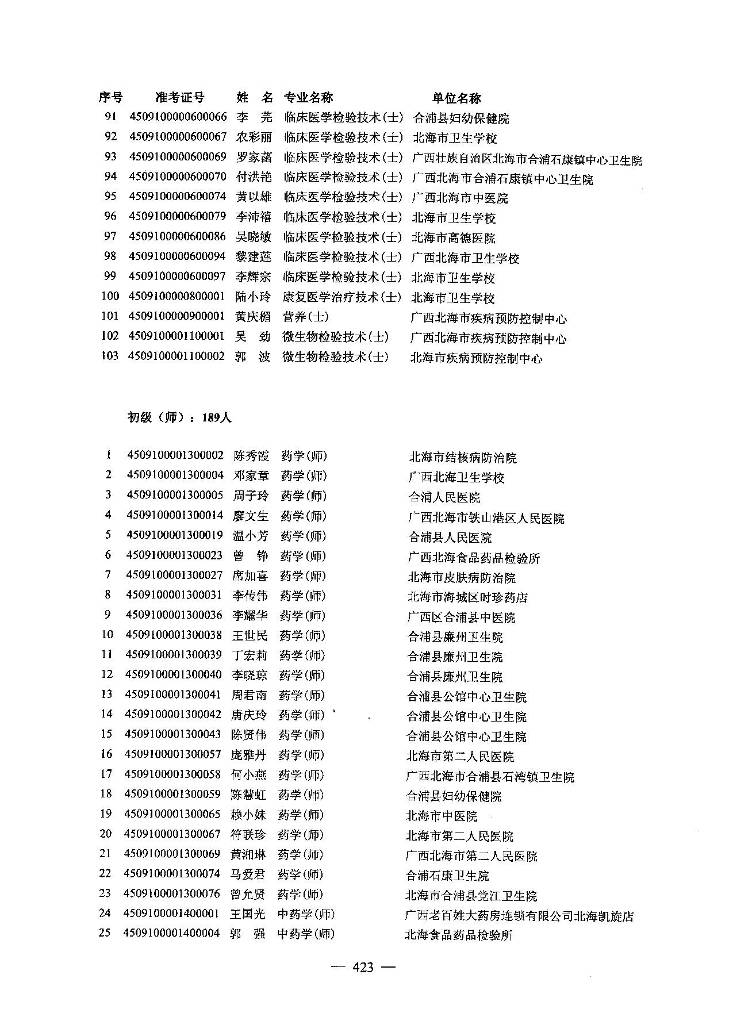 序号 准考证号 姓 名 专业名称 单位名称
91 4509100000600066 李 芫 临床医学检验技术(士) 合浦县妇幼保健院
92 4509100000600067 农彩丽 临床医学检验技术(士) 北海市卫生学校
93 4509100000600069 罗家菡 临床医学检验技术(士) 广西壮族自治区北海市合浦石康镇中心卫生院
94 4509100000600070 付洪艳 临床医学检验技术(士) 广西北海市合浦石康镇中心卫生院
95 4509100000600074 黄以雄 临床医学检验技术(士) 广西北海市中医院
96 4509100000600079 李沛禧 临床医学检验技术(士) 北海市卫生学校
97 4509100000600086 吴晓敏 临床医学检验技术(士) 北海市高德医院
98 4509100000600094 黎建莲 临床医学检验技术(士) 广西北海市卫生学校
99 4509100000600097 李辉宗 临床医学检验技术(士) 北海市卫生学校
100 4509100000800001 陆小玲 康复医学治疗技术(士) 北海市卫生学校
101 4509100000900001 黄庆 营养(士) 广西北海市疾病预防控制中心
102 4509100001100001 吴 劲 微生物检验技术(士) 广西北海市疾病预防控制中心
103 4509100001100002 郭 波 微生物检验技术(士) 北海市疾病预防控制中心
初级(师):189人
1 4509100001300002 陈秀霞 药学(师) 北海市结核病防治院
2 4509100001300004 邓家章 药学(师) 广西北海卫生学校
3 4509100001300005 周子玲 药学(师) 合浦人民医院
4 4509100001300014 廖文生 药学(师) 广西北海市铁山港区人民医院
5 4509100001300019 温小芳 药学(师) 合浦县人民医院
6 4509100001300023 曾 铮 药学(师) 广西北海食品药品检验所
7 4509100001300027 席加喜 药学(师) 北海市皮肤病防治院
8 4509100001300031 李传伟 药学(师) 北海市海城区时珍药店
9 4509100001300036 李耀华 药学(师) 广西区合浦县中医院
10 4509100001300038 王世民 药学(师) 合浦县廉州卫生院
11 4509100001300039 丁宏莉 药学(师) 合浦县廉州卫生院
12 4509100001300040 李晓琼 药学(师) 合浦县廉州卫生院
13 4509100001300041 周君南 药学(师) 合浦县公馆中心卫生院
14 4509100001300042 唐庆玲 药学(师) 合浦县公馆中心卫生院
15 4509100001300043 陈贤伟 药学(师) 合浦县公馆中心卫生院
16 4509100001300057 庞雅丹 药学(师) 北海市第二人民医院
17 4509100001300058 何小燕 药学(师) 广西北海市合浦县石湾镇卫生院
18 4509100001300059 陈慧虹 药学(师) 合浦县妇幼保健院
19 4509100001300065 赖小妹 药学(师) 北海市中医院
20 4509100001300067 符联珍 药学(师) 北海市第二人民医院
21 4509100001300069 黄湘琳 药学(师) 广西北海市第二人民医院
22 4509100001300074 马爱君 药学(师) 合浦石康卫生院
23 4509100001300076 曾允贤 药学(师) 北海市合浦县党江卫生院
24 4509100001400001 王国光 中药学(师) 广西老百姓大药房连锁有限公司北海凯旋店
25 4509100001400004 郭 强 中药学(师) 北海食品药品检验所
— 423 —